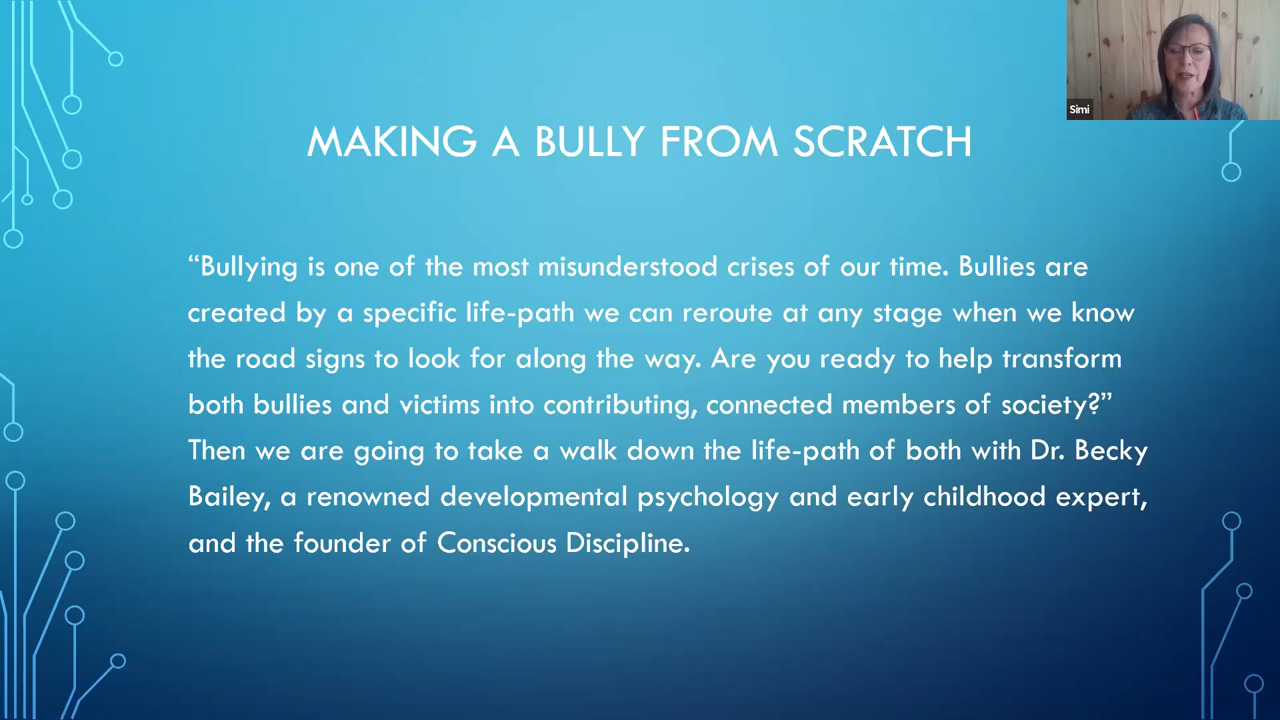 Simi
MAKING A BULLY FROM SCRATCH
“Bullying is one of the most misunderstood crises of our time. Bullies are
created by a specific life-path we can reroute at any stage when we know
the road signs to look for along the way. Are you ready to help transform
both bullies and victims into contributing, connected members of society?”
Then we are going to take a walk down the life-path of both with Dr. Becky
Bailey, a renowned developmental psychology and early childhood expert,
and the founder of Conscious Discipline.